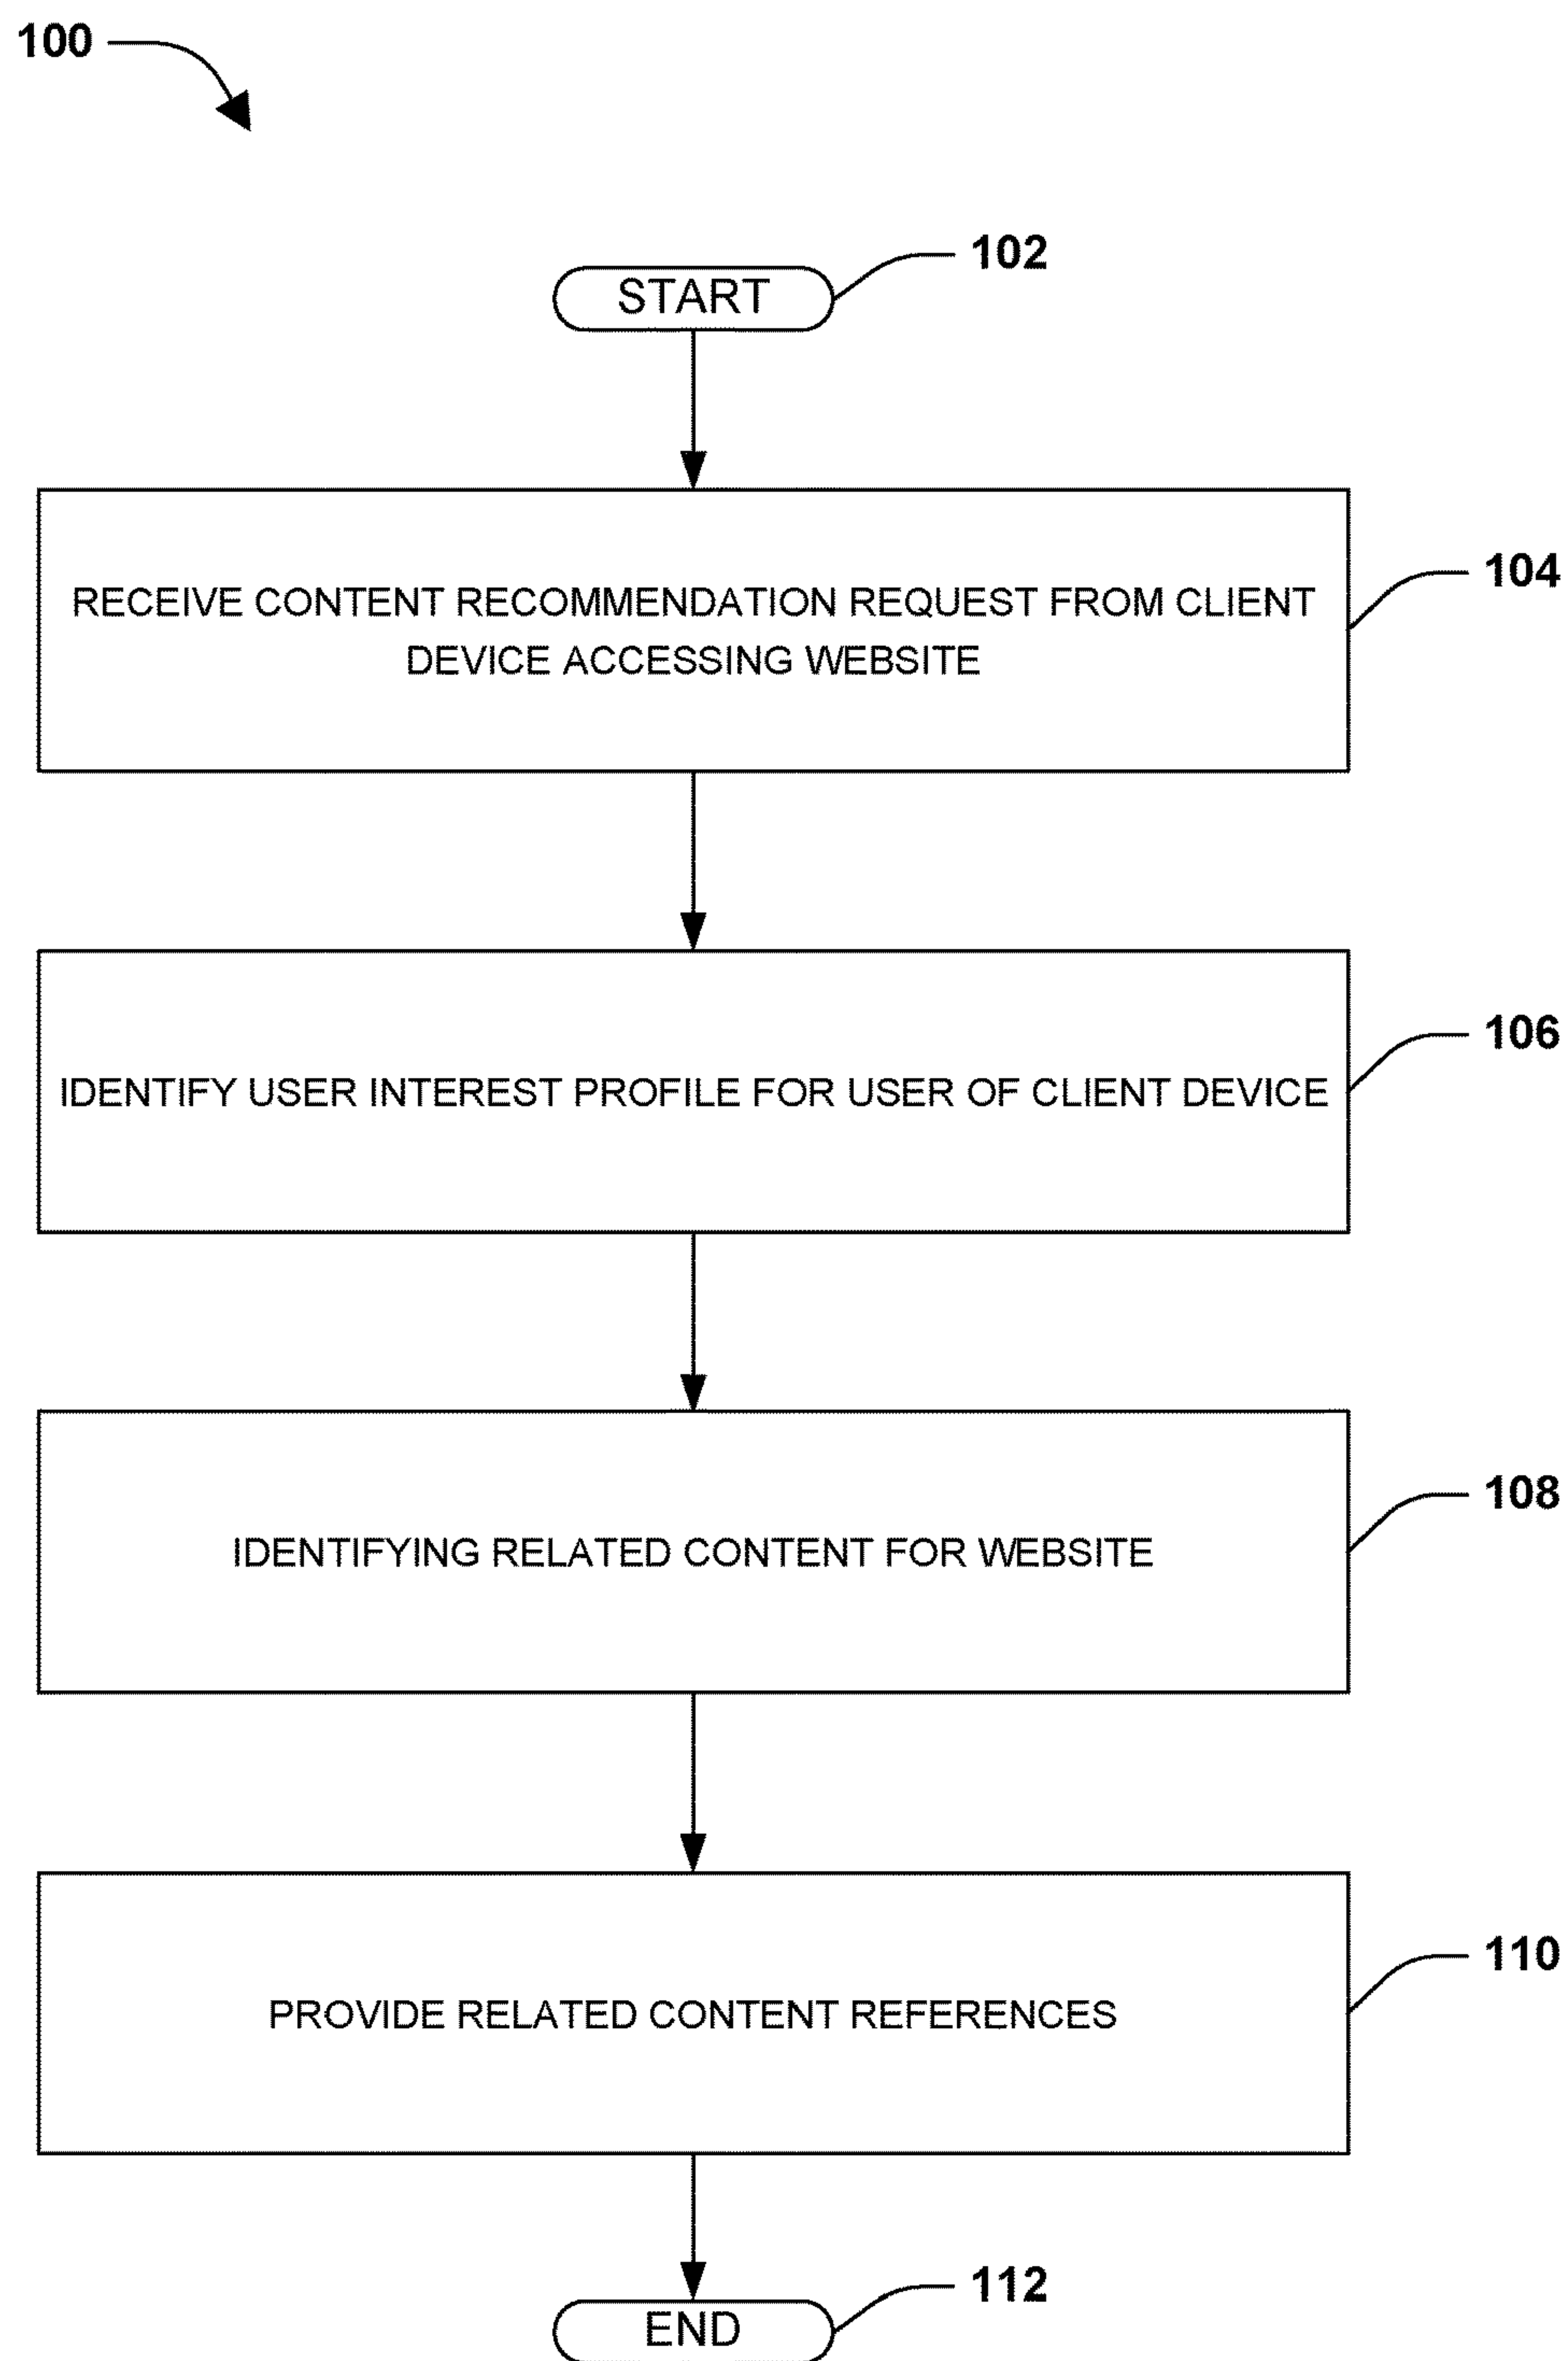 100
102
START
104
RECEIVE CONTENT RECOMMENDATION REQUEST FROM CLIENT
DEVICE ACCESSING WEBSITE
106
IDENTIFY USER INTEREST PROFILE FOR USER OF CLIENT DEVICE
108
IDENTIFYING RELATED CONTENT FOR WEBSITE
110
PROVIDE RELATED CONTENT REFERENCES
112
END